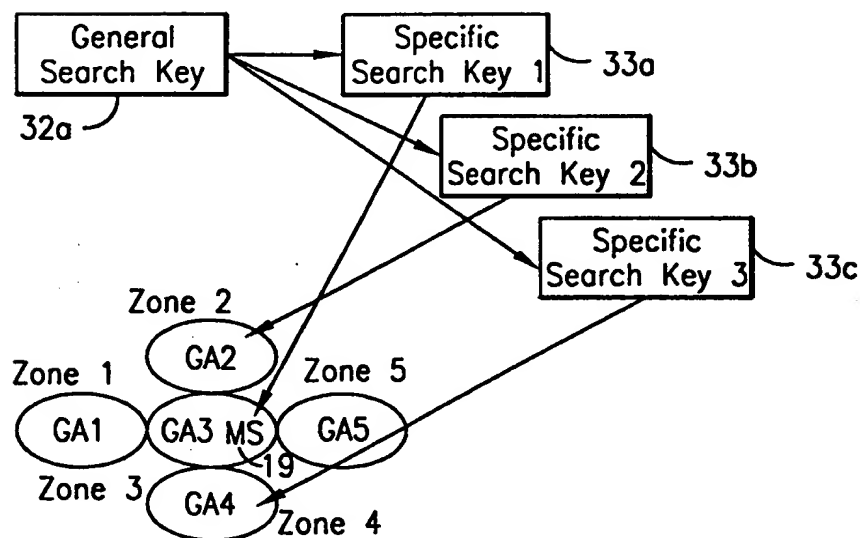 General
Search Key
32a
Specific
Search Key 1
33a
Specific
Search Key 2
33b
Specific
Search Key 3
33c
Zone 2
GA2
Zone 1
GA1
Zone 5
GA3 MS
19
GA5
Zone 3
GA4
Zone 4